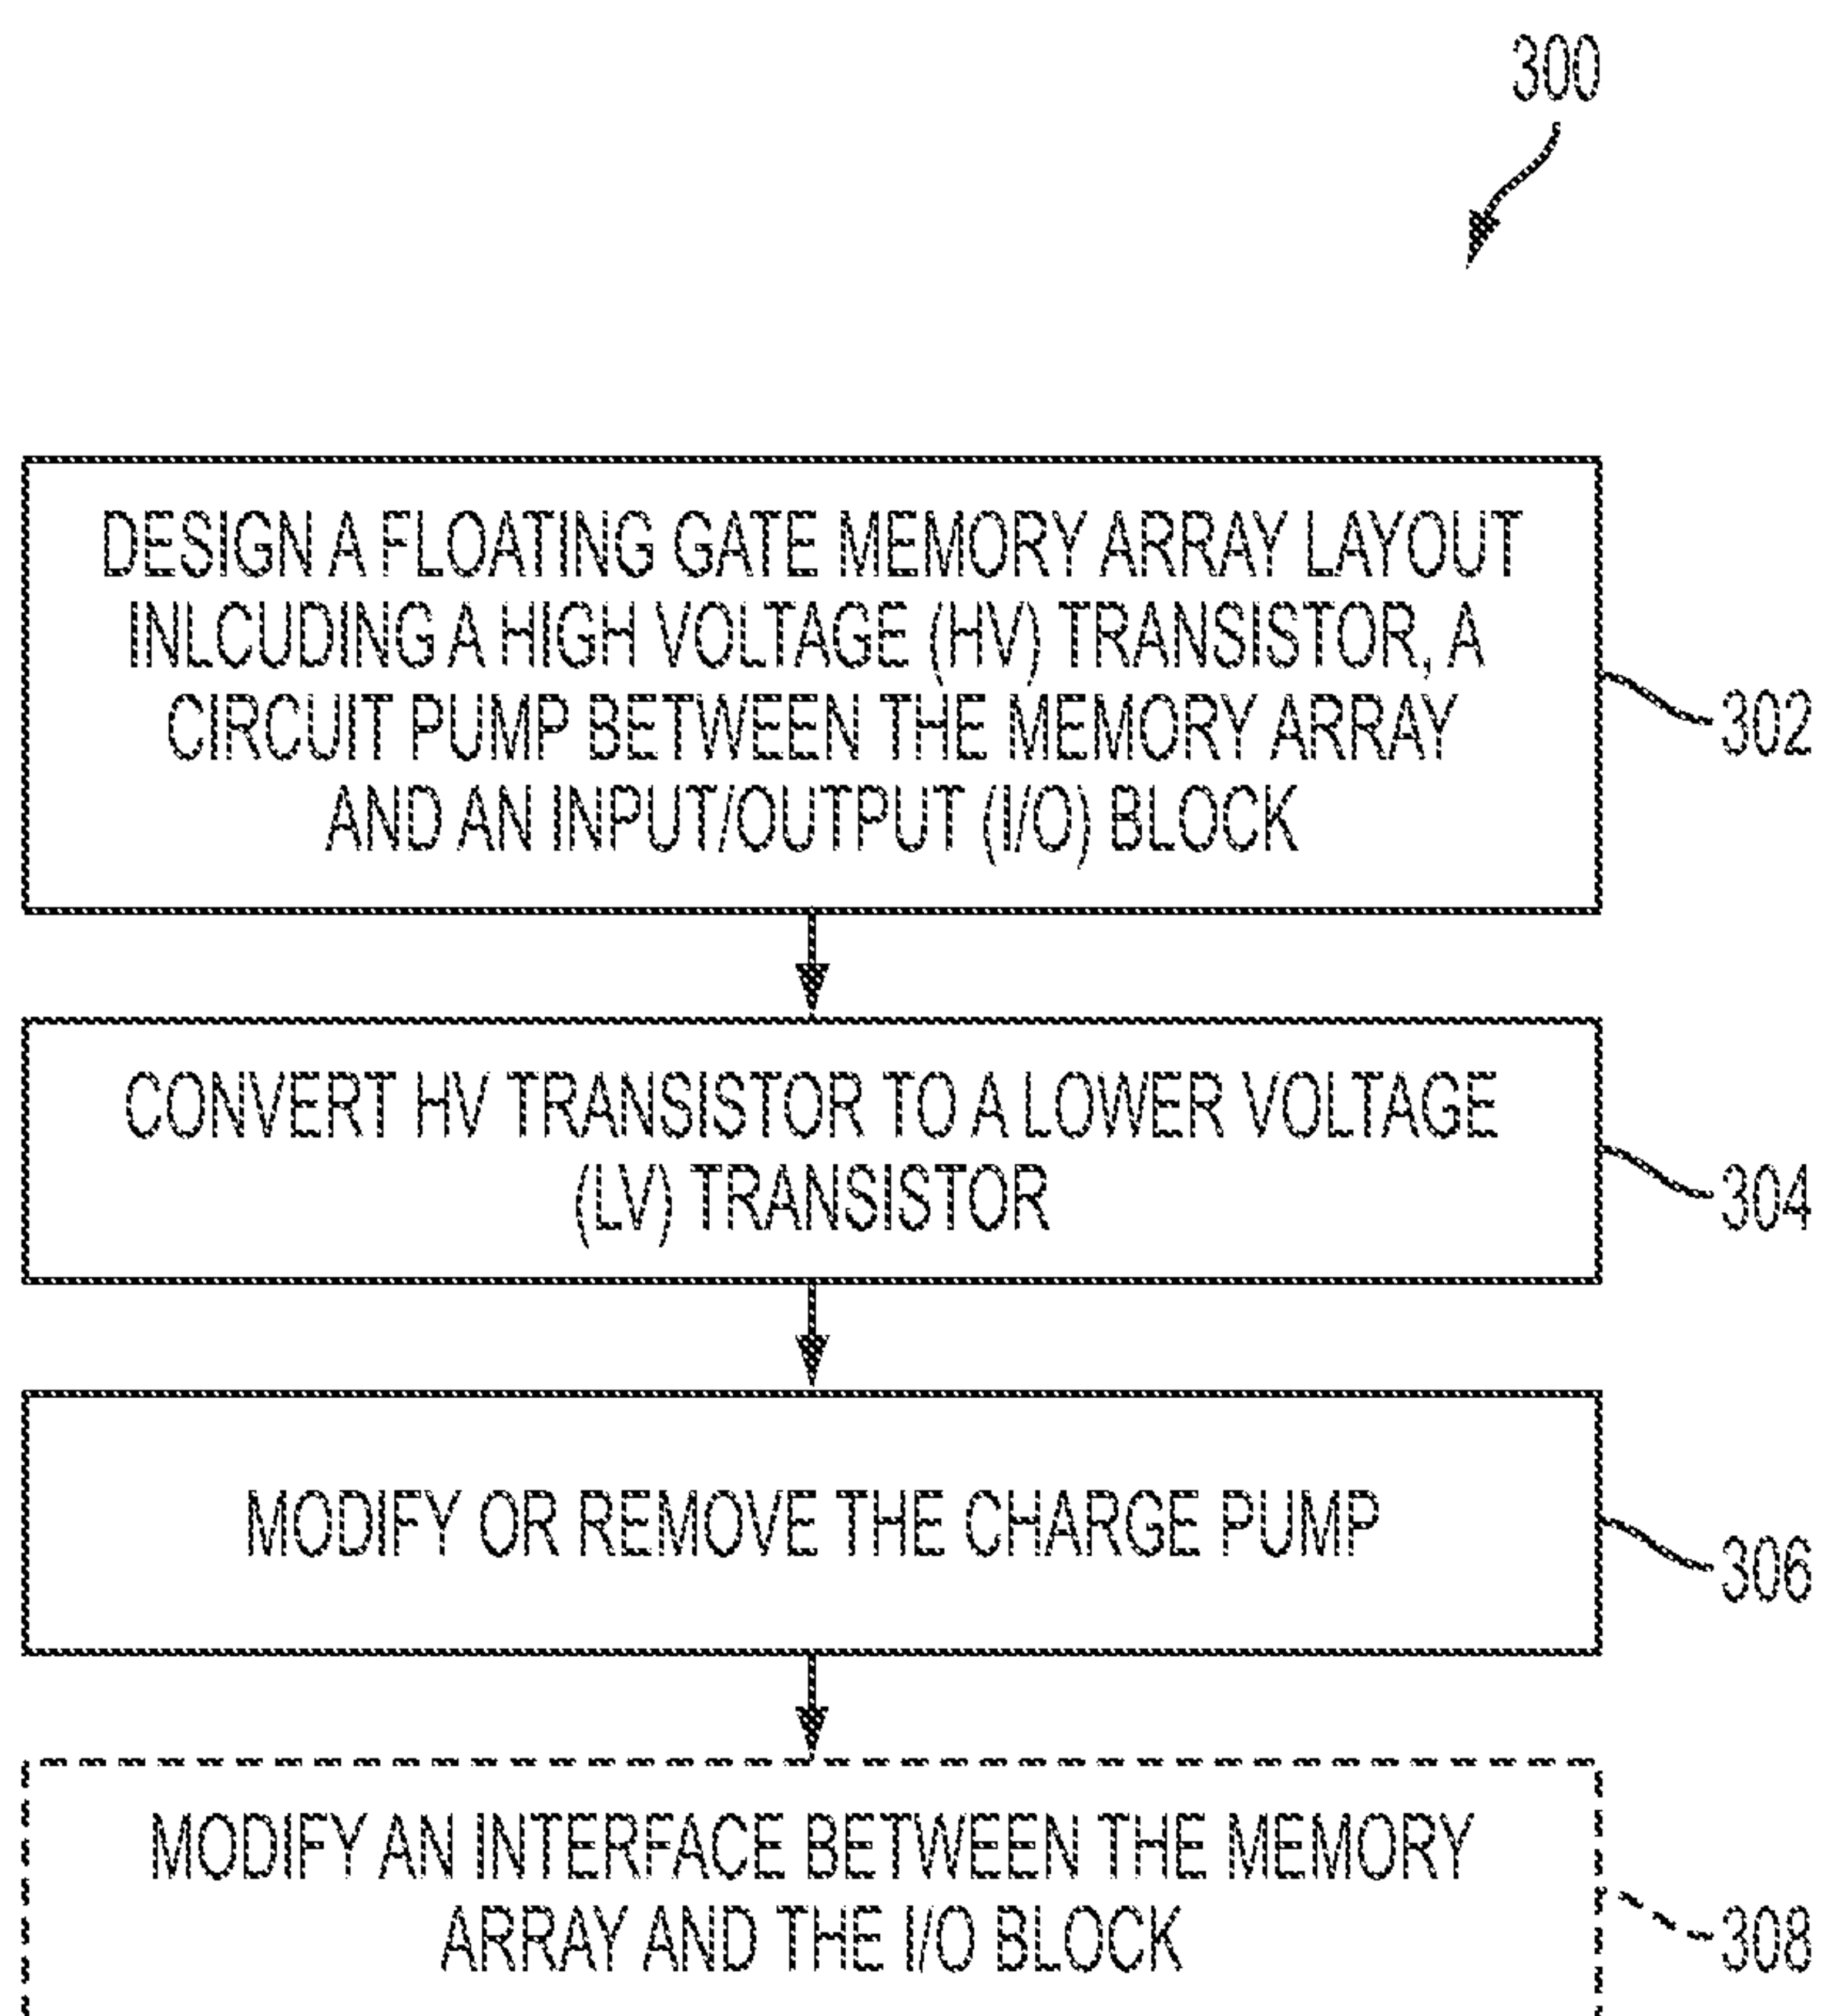 300
DESIGN A FLOATING GATE MEMORY ARRAY LAYOUT
INLCUDING A HIGH VOLTAGE (HV) TRANSISTOR, A
CIRCUIT PUMP BETWEEN THE MEMORY ARRAY
AND AN INPUT/OUTPUT (I/O) BLOCK
302
CONVERT HV TRANSISTOR TO A LOWER VOLTAGE
(LV) TRANSISTOR
304
MODIFY OR REMOVE THE CHARGE PUMP
306
MODIFY AN INTERFACE BETWEEN THE MEMORY
ARRAY AND THE I/O BLOCK
308